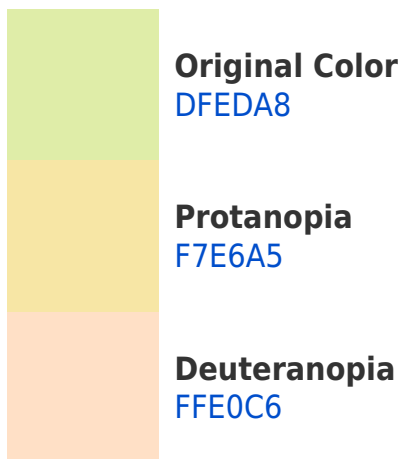 Original Color
DFEDA8
Protanopia
F7E6A5
Deuteranopia
FFE0C6